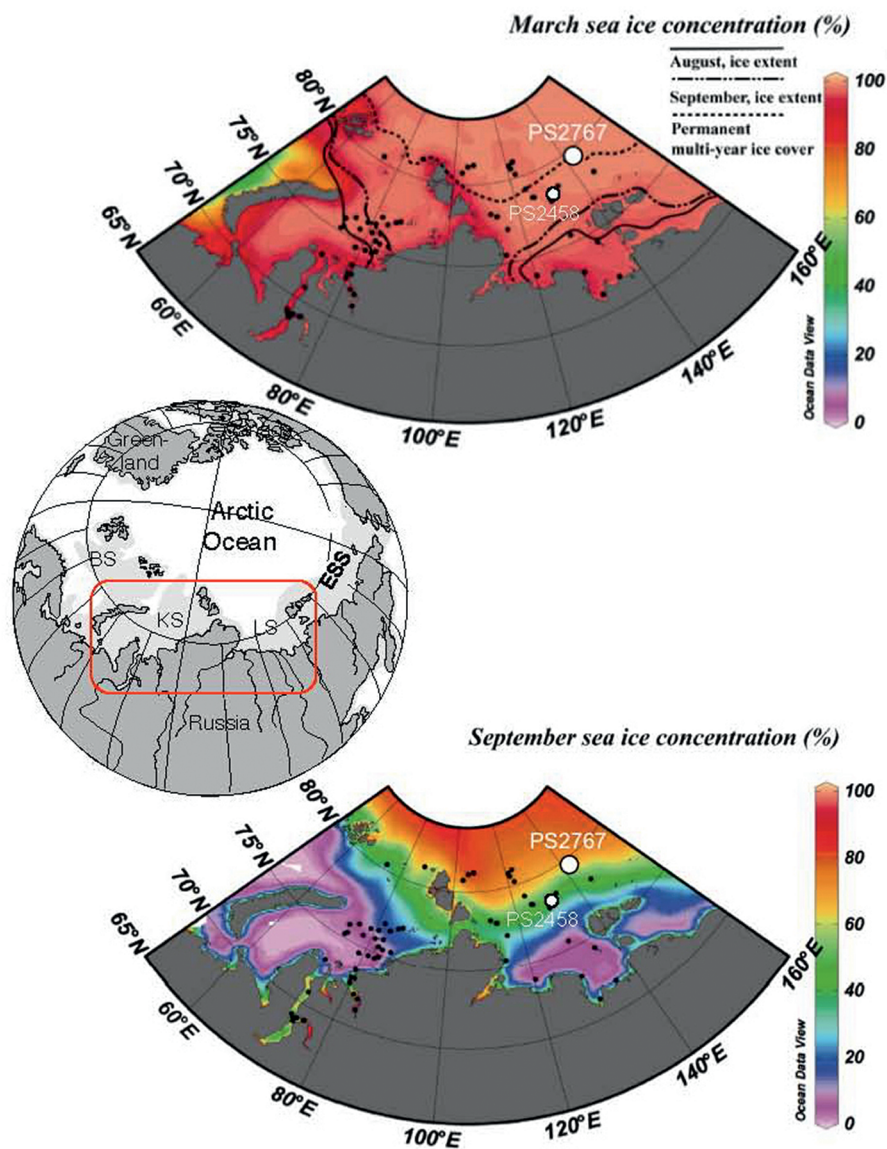 March sea ice concentration (%)
August, ice extent
September, ice extent
Permanent
multi-year ice cover
100
80
60
40
20
0
Ocean Data View
80°N
75°N
70°N
65°N
60°E
80°E
100°E
120°E
140°E
160°E
PS2767
PS2458
Green-
land
Arctic
Ocean
BS
KS
LS
ESS
Russia
September sea ice concentration (%)
100
80
60
40
20
0
Ocean Data View
80°N
75°N
70°N
65°N
60°E
80°E
100°E
120°E
140°E
160°E
PS2767
PS2458